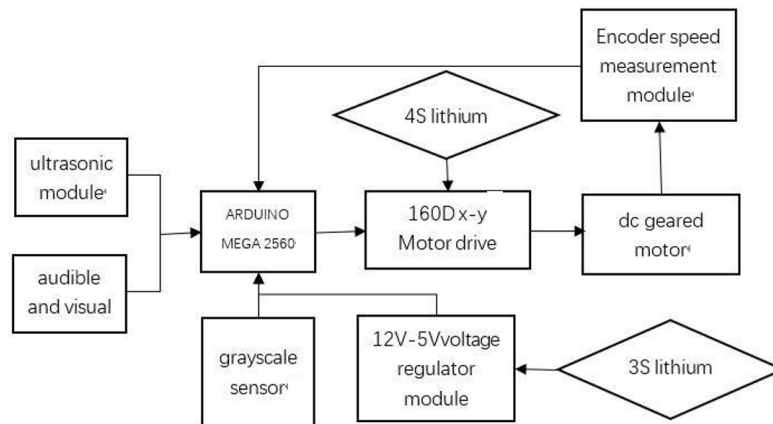 Encoder speed
measurement
module
4S lithium
ultrasonic
module
ARDUINO
MEGA 2560
160D x-y
Motor drive
dc geared
motor
audible
and visual
grayscale
sensor
12V-5Vvoltage
regulator
module
3S lithium